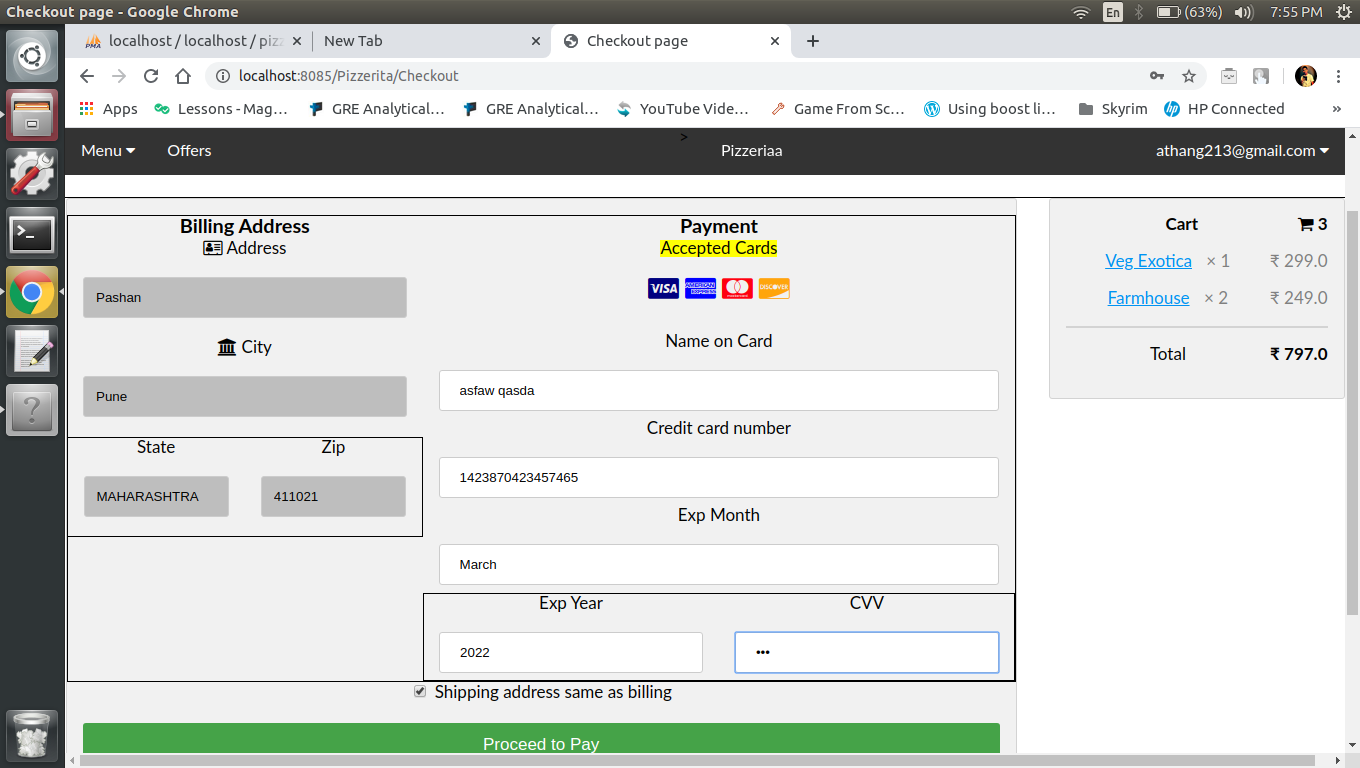 Checkout page - Google Chrome
En (63%) 7:55 PM
PMA localhost / localhost / pizz
New Tab
Checkout page
localhost:8085/Pizzerita/Checkout
Apps Lessons - Mag... GRE Analytical... GRE Analytical... YouTube Vide... Game From Sc... Using boost li... Skyrim HP Connected »
>
Menu Offers Pizzeriaa athang213@gmail.com
Billing Address
Address
Pashan
City
Pune
State Zip
MAHARASHTRA 411021
Payment
Accepted Cards
VISA AMERICAN EXPRESS mastercard DISCOVER
Name on Card
asfaw qasda
Credit card number
1423870423457465
Exp Month
March
Exp Year CVV
2022 •••
Shipping address same as billing
Proceed to Pay
Cart 3
Veg Exotica × 1 ₹ 299.0
Farmhouse × 2 ₹ 249.0
Total ₹ 797.0